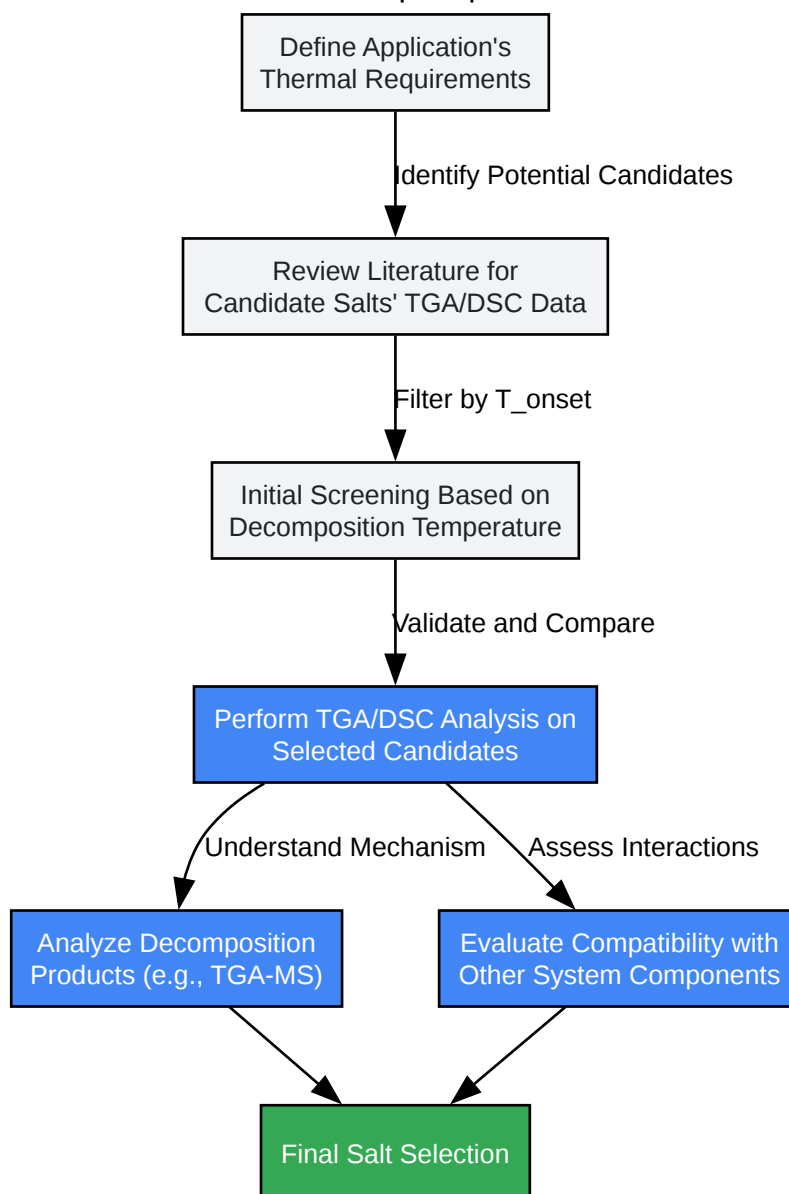 Define Application's
Thermal Requirements
Identify Potential Candidates
Review Literature for
Candidate Salts' TGA/DSC Data
Filter by T_onset
Initial Screening Based on
Decomposition Temperature
Validate and Compare
Perform TGA/DSC Analysis on
Selected Candidates
Understand Mechanism
Assess Interactions
Analyze Decomposition
Products (e.g., TGA-MS)
Evaluate Compatibility with
Other System Components
Final Salt Selection